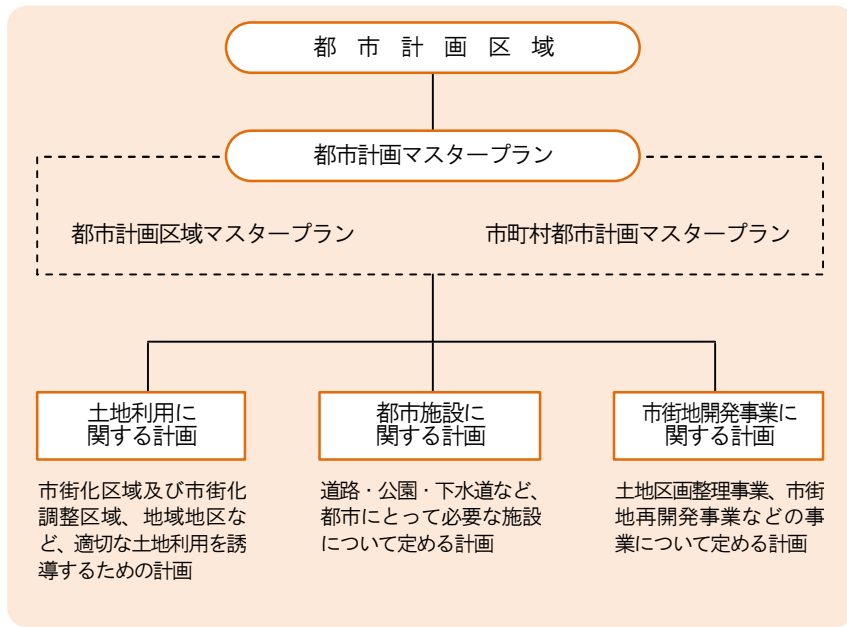 都市計画区域
都市計画マスタープラン
都市計画区域マスタープラン
市町村都市計画マスタープラン
土地利用に
関する計画
都市施設に
関する計画
市街地開発事業に
関する計画
市街化区域及び市街化
調整区域、地域地区な
ど、適切な土地利用を誘
導するための計画
道路・公園・下水道など、
都市にとって必要な施設
について定める計画
土地区画整理事業、市街
地再開発事業などの事
業について定める計画